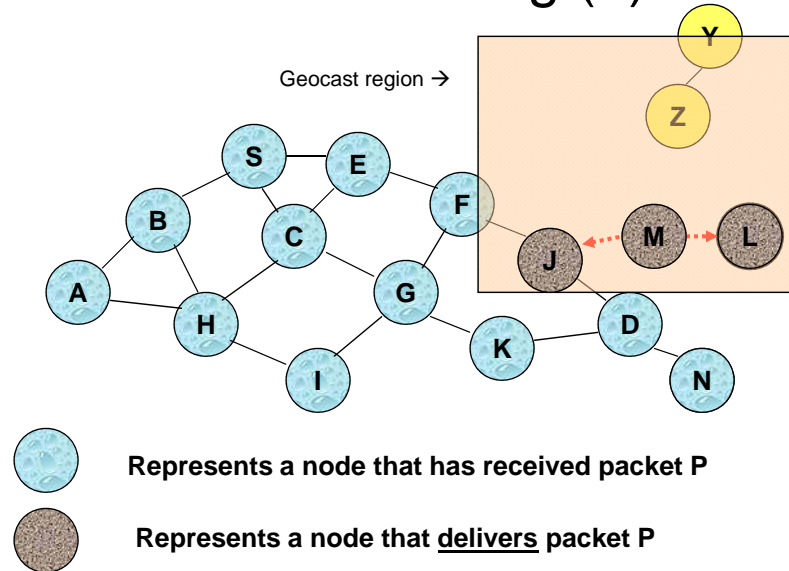 g (
)
Y
Geocast region →
Z
S
E
B
F
C
M
L
J
A
G
H
D
K
I
N
Represents a node that has received packet P
Represents a node that delivers packet P